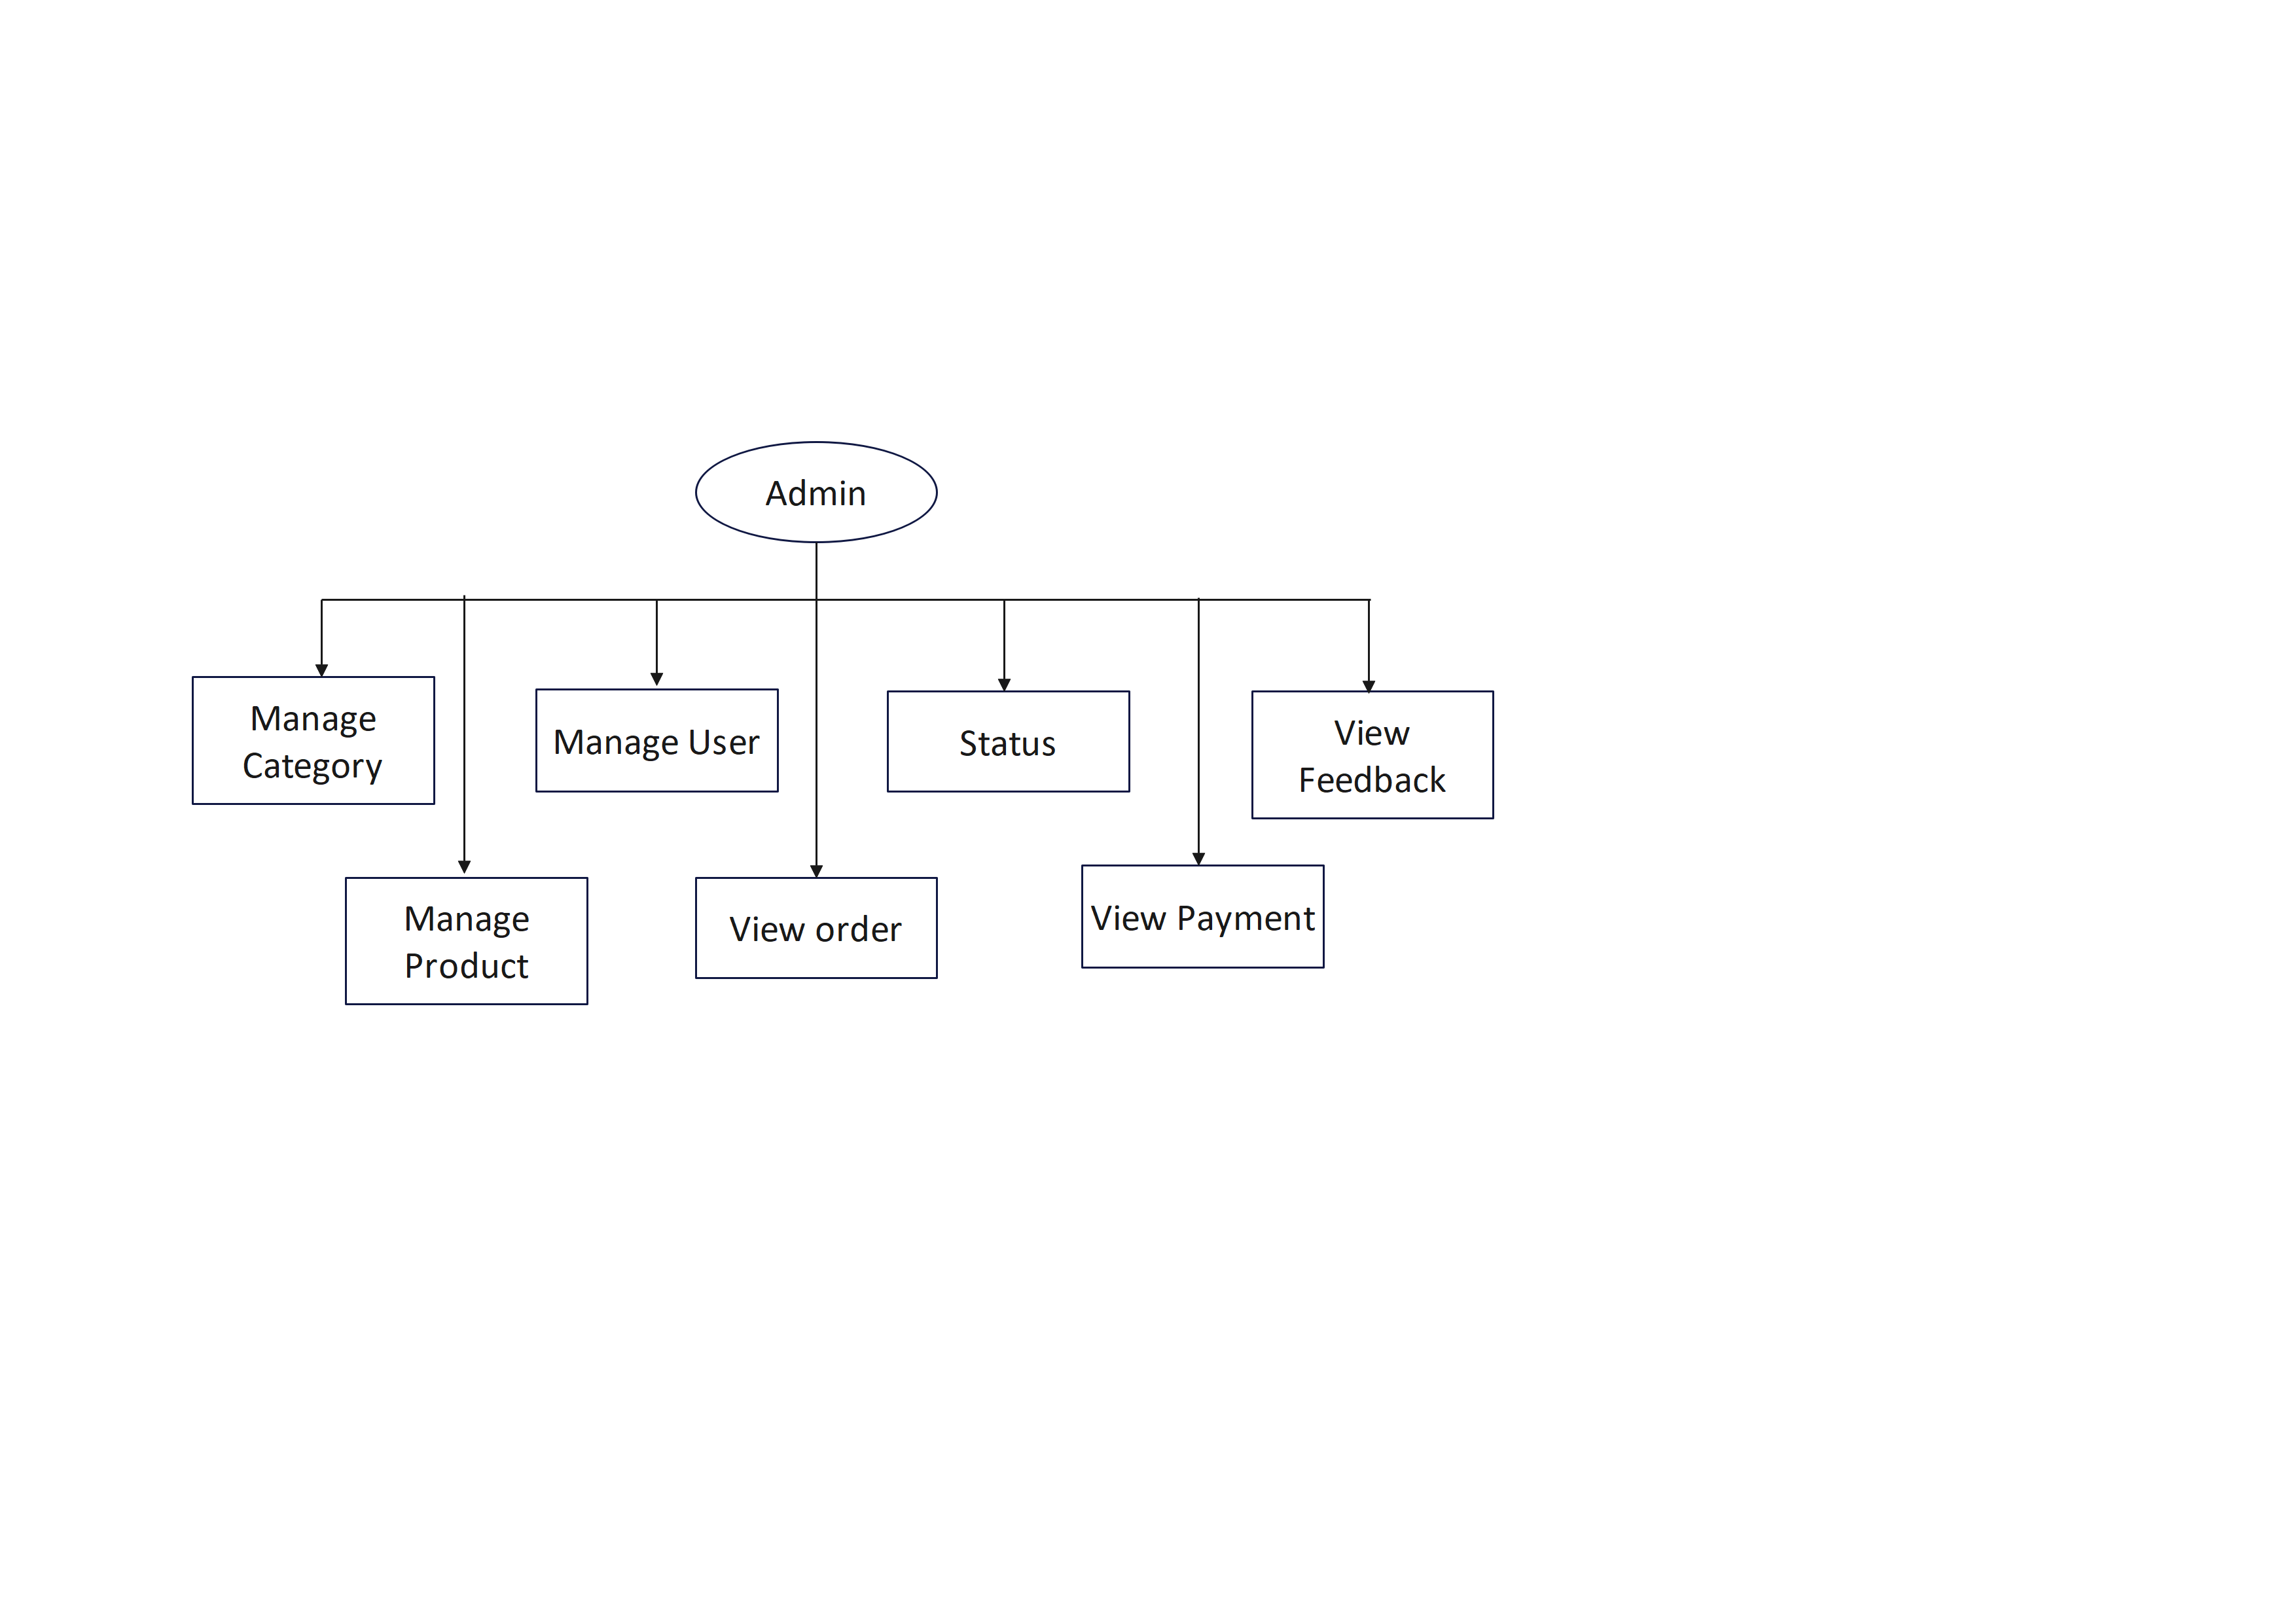 Admin
Manage
Category
Manage User
Status
View
Feedback
Manage
Product
View order
View Payment